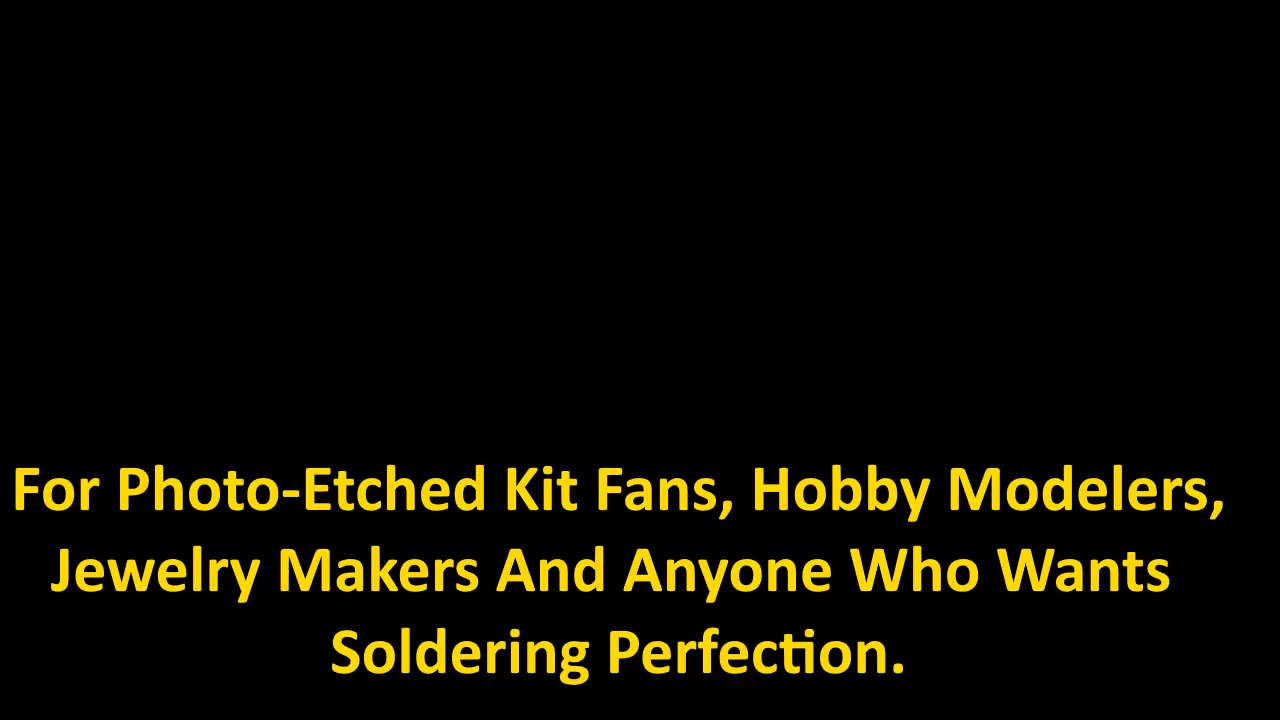 For Photo-Etched Kit Fans, Hobby Modelers,
Jewelry Makers And Anyone Who Wants
Soldering Perfection.